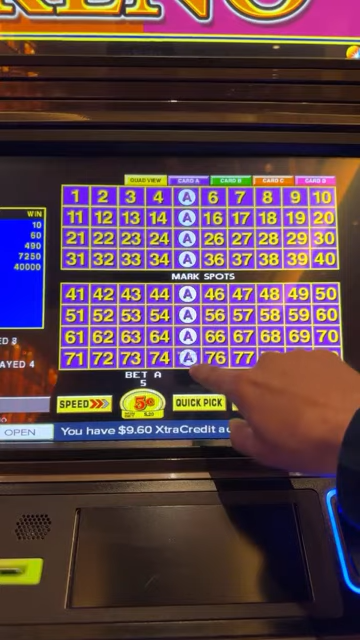 KENO
QUAD VIEW CARD A CARD B CARD C CARD D
WIN
10
60
490
7250
40000
1 2 3 4 A 6 7 8 9 10
11 12 13 14 A 16 17 18 19 20
21 22 23 24 A 26 27 28 29 30
31 32 33 34 A 36 37 38 39 40
MARK SPOTS
41 42 43 44 A 46 47 48 49 50
51 52 53 54 A 56 57 58 59 60
61 62 63 64 A 66 67 68 69 70
71 72 73 74 A 76 77
ED 8
AYED 4
BET A
5
SPEED 5¢ QUICK PICK
OPEN You have $9.60 XtraCredit